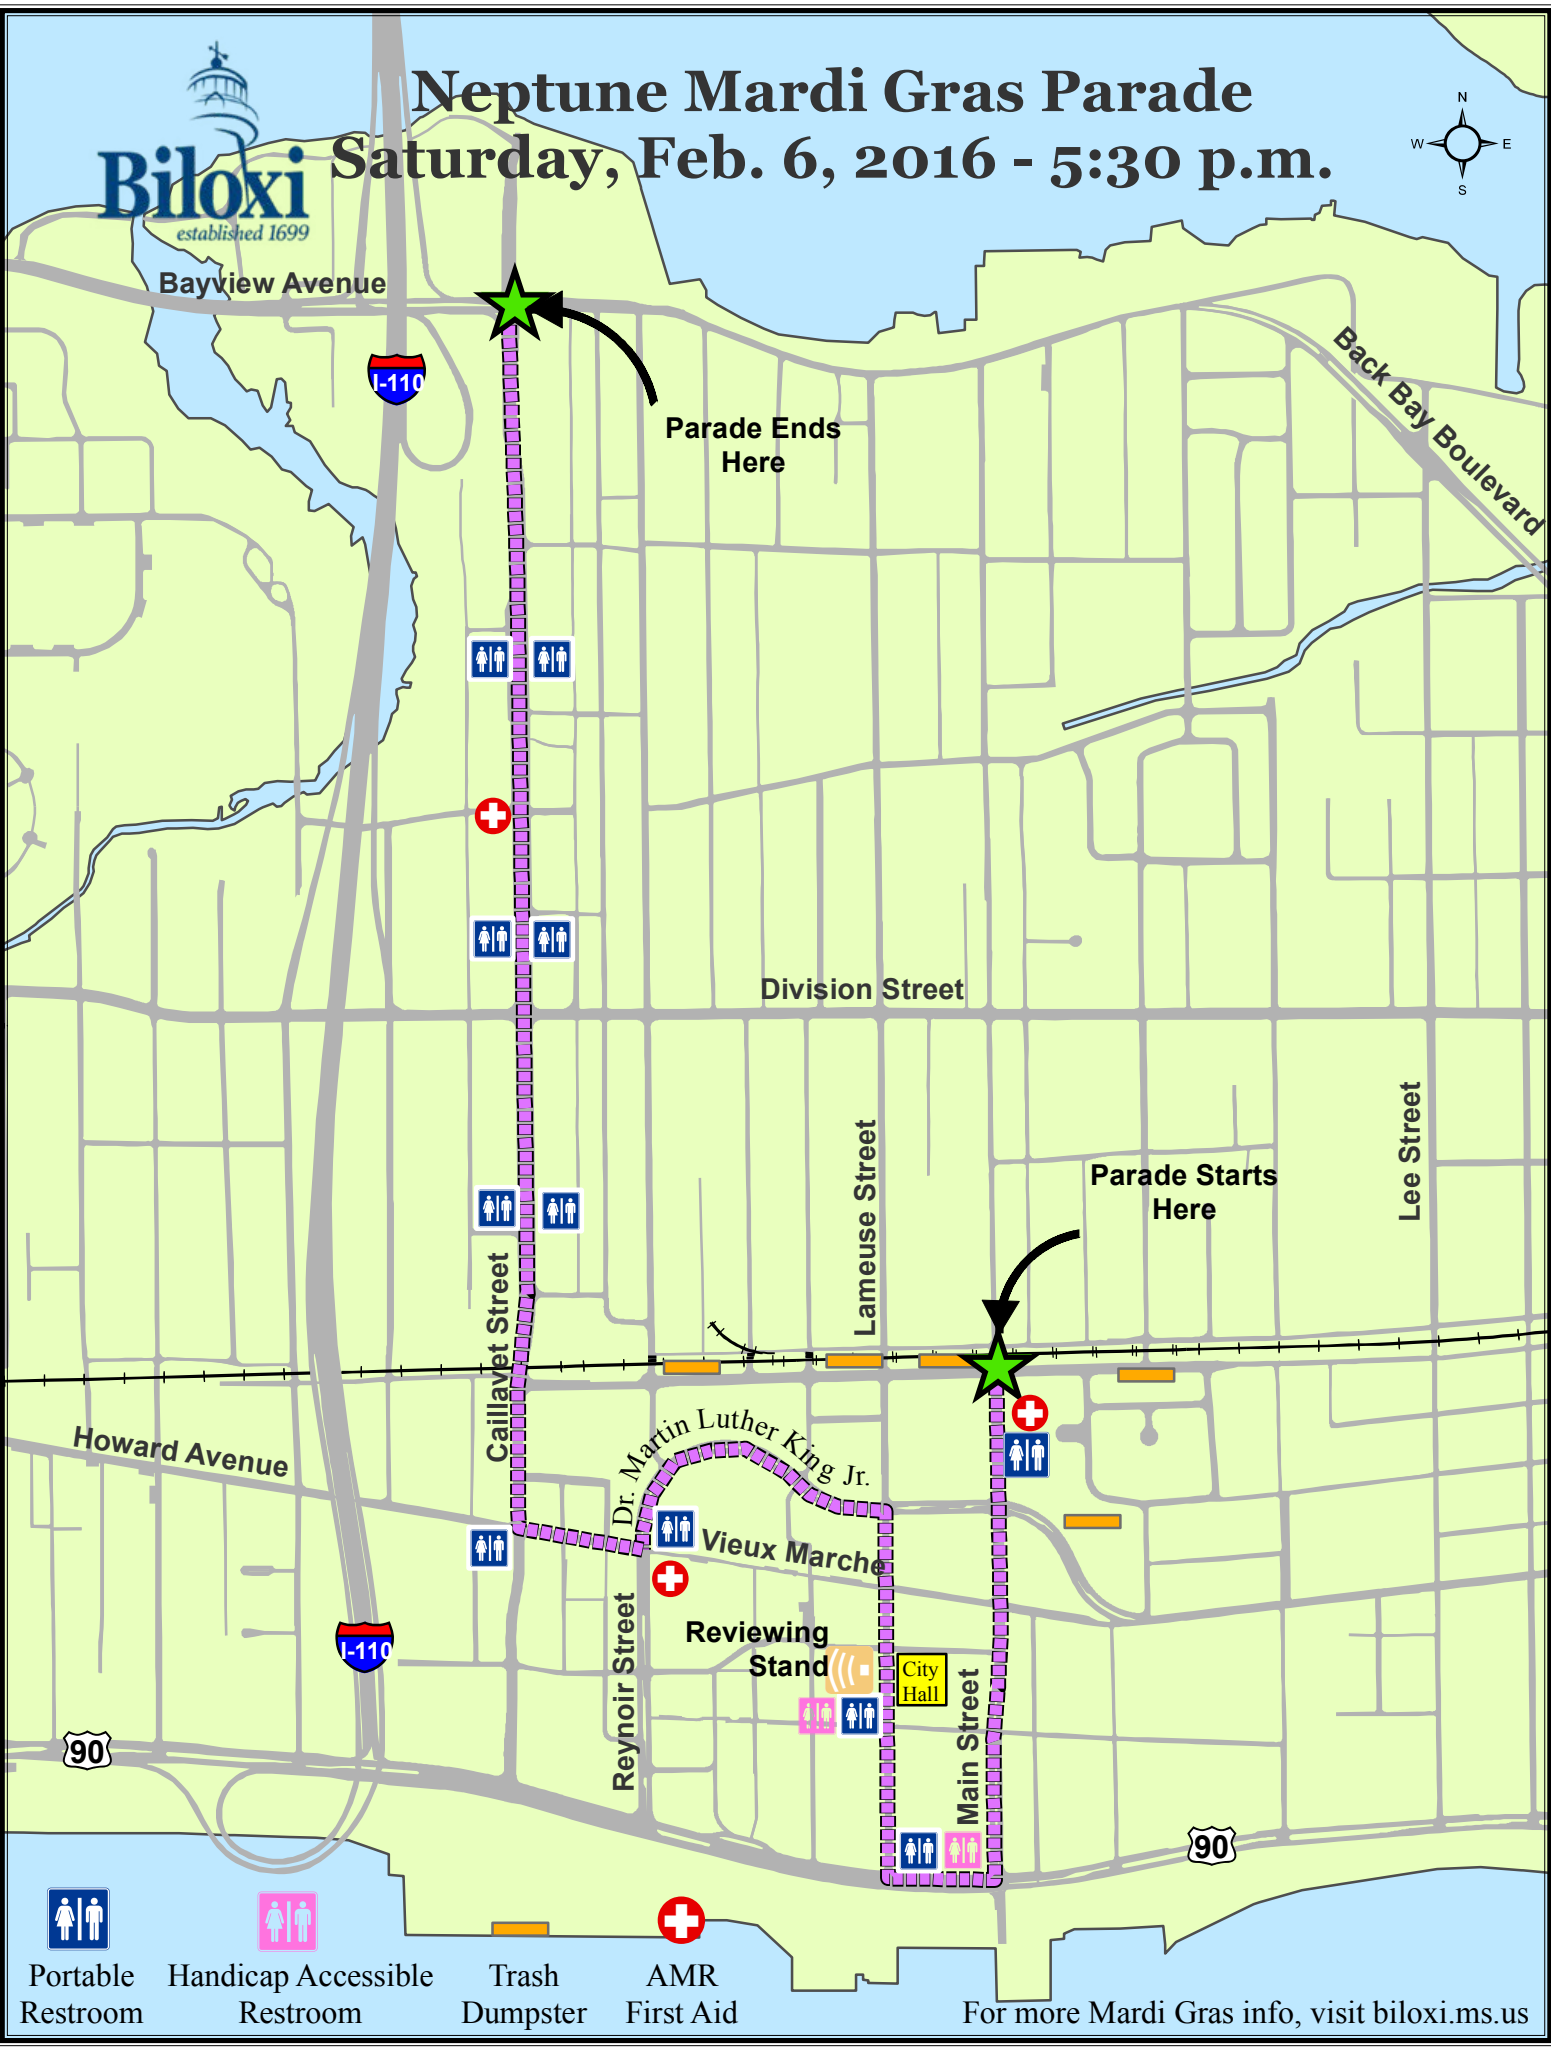 Neptune Mardi Gras Parade
Saturday, Feb. 6, 2016 - 5:30 p.m.
Biloxi
established 1699
N
W E
S
Bayview Avenue
I-110
Back Bay Boulevard
Parade Ends
Here
Division Street
Lameuse Street
Lee Street
Parade Starts
Here
Caillavet Street
Howard Avenue
Dr. Martin Luther King Jr.
Vieux Marche
Reynoir Street
I-110
Reviewing
Stand
City
Hall
Main Street
90
90
Portable
Restroom
Handicap Accessible
Restroom
Trash
Dumpster
AMR
First Aid
For more Mardi Gras info, visit biloxi.ms.us